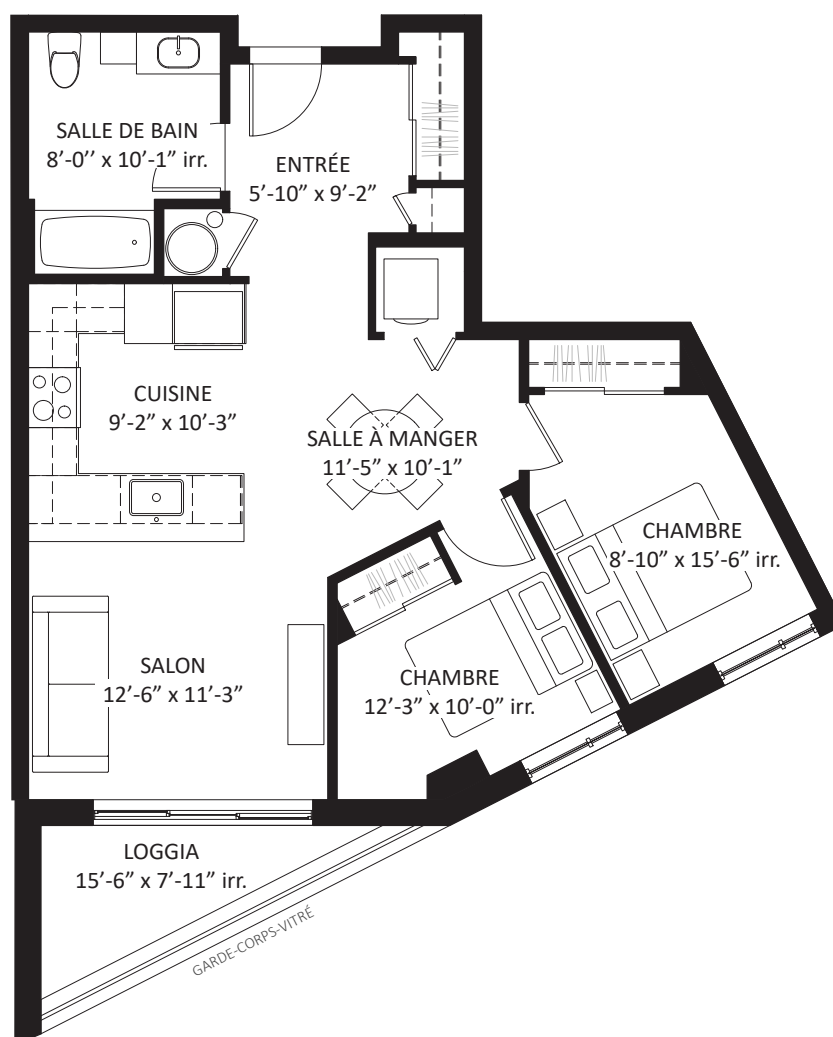 SALLE DE BAIN
8’-0’’ x 10’-1” irr.
ENTRÉE
5’-10” x 9’-2”
CUISINE
9’-2” x 10’-3”
SALLE À MANGER
11’-5” x 10’-1”
CHAMBRE
8’-10” x 15’-6” irr.
SALON
12’-6” x 11’-3”
CHAMBRE
12’-3” x 10’-0” irr.
LOGGIA
15’-6” x 7’-11” irr.
GARDE-CORPS-VITRÉ